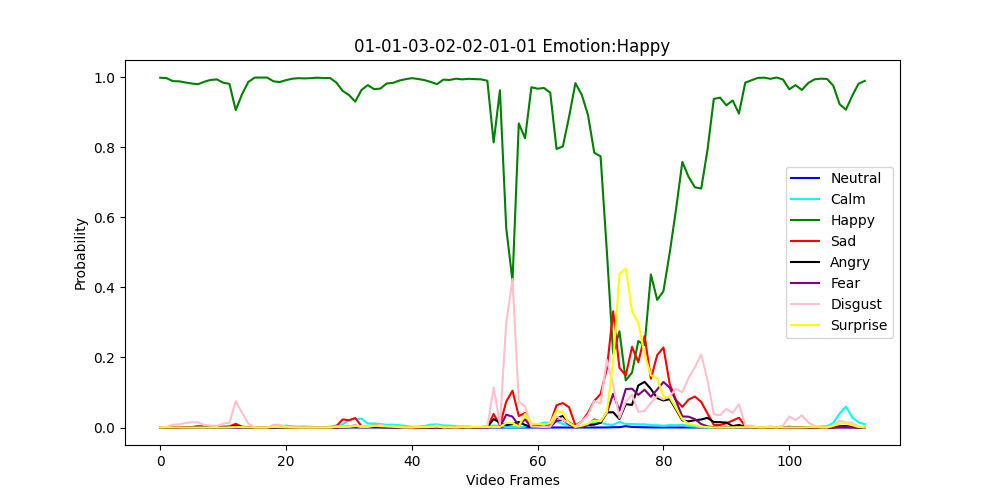 01-01-03-02-02-01-01 Emotion:Happy
Probability
1.0
0.8
0.6
0.4
0.2
0.0
0
20
40
60
80
100
Video Frames
Neutral
Calm
Happy
Sad
Angry
Fear
Disgust
Surprise